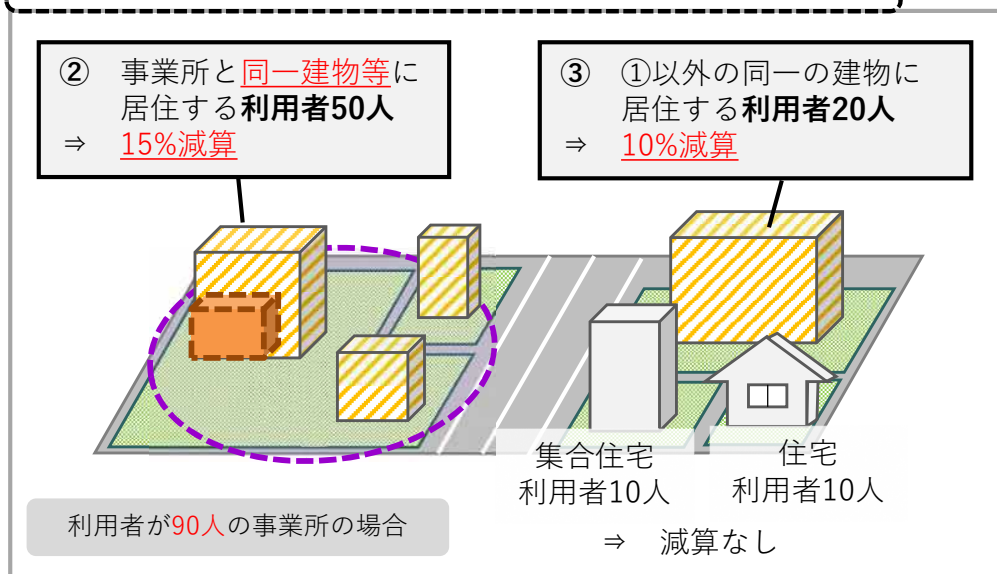 ② 事業所と同一建物等に
居住する利用者50人
⇒ 15%減算
③ ①以外の同一の建物に
居住する利用者20人
⇒ 10%減算
集合住宅
利用者10人
住宅
利用者10人
⇒ 減算なし
利用者が90人の事業所の場合